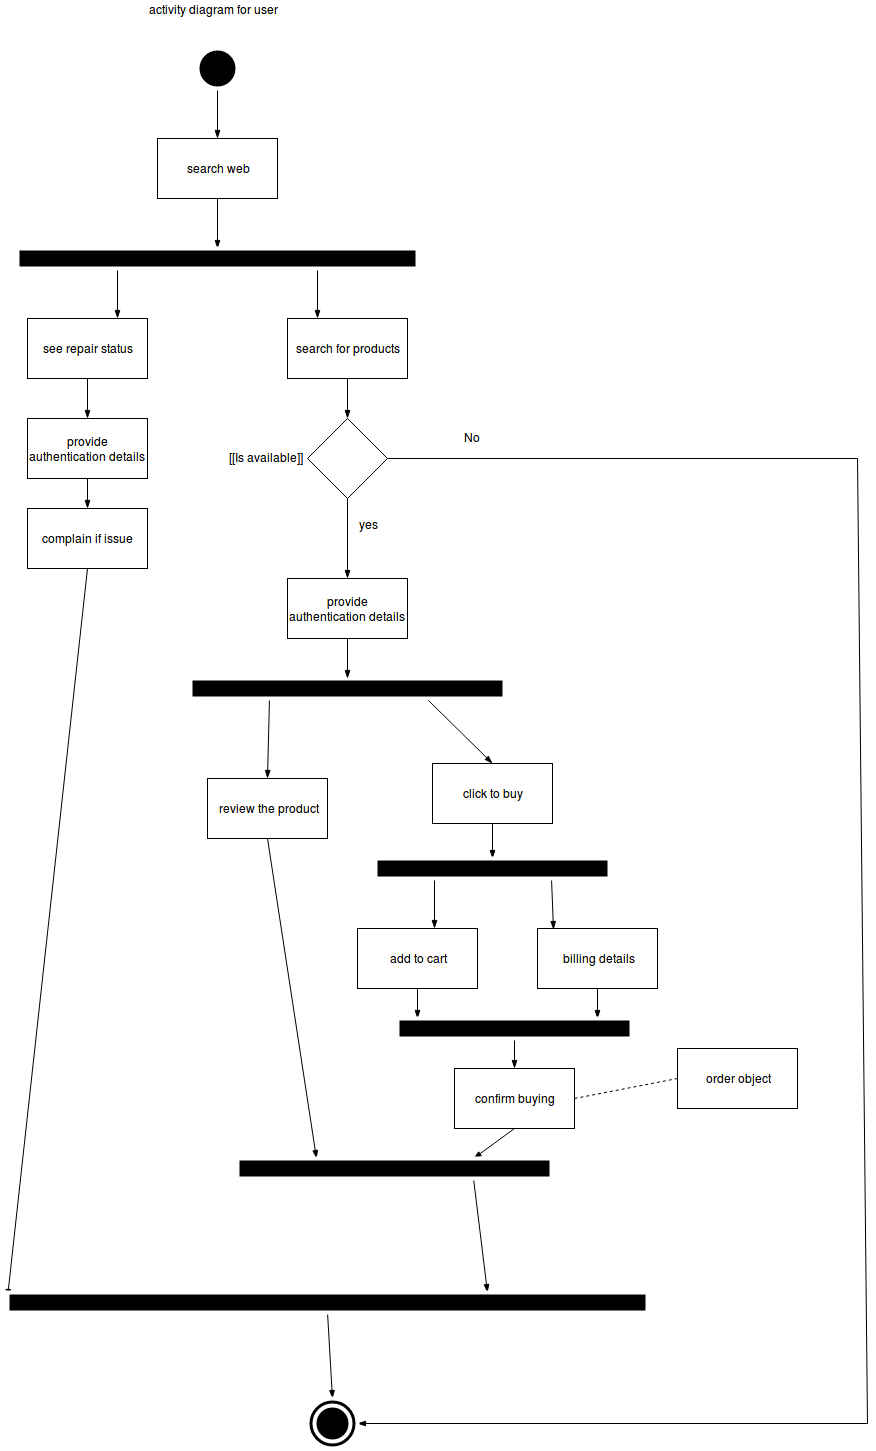 activity diagram for user
search web
see repair status
search for products
provide
authentication details
[[Is available]]
No
complain if issue
yes
provide
authentication details
review the product
click to buy
add to cart
billing details
confirm buying
order object